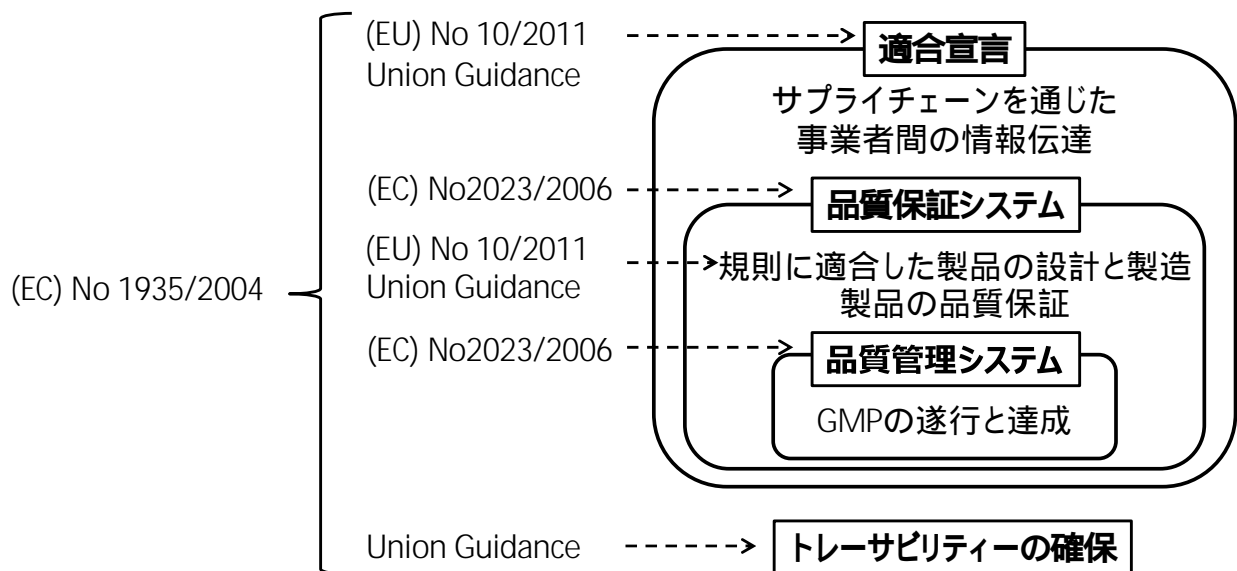 (EU) No 10/2011
Union Guidance
適合宣言
サプライチェーンを通じた
事業者間の情報伝達
(EC) No2023/2006
品質保証システム
(EU) No 10/2011
Union Guidance
規則に適合した製品の設計と製造
製品の品質保証
(EC) No 1935/2004
(EC) No2023/2006
品質管理システム
GMPの遂行と達成
Union Guidance
トレーサビリティーの確保